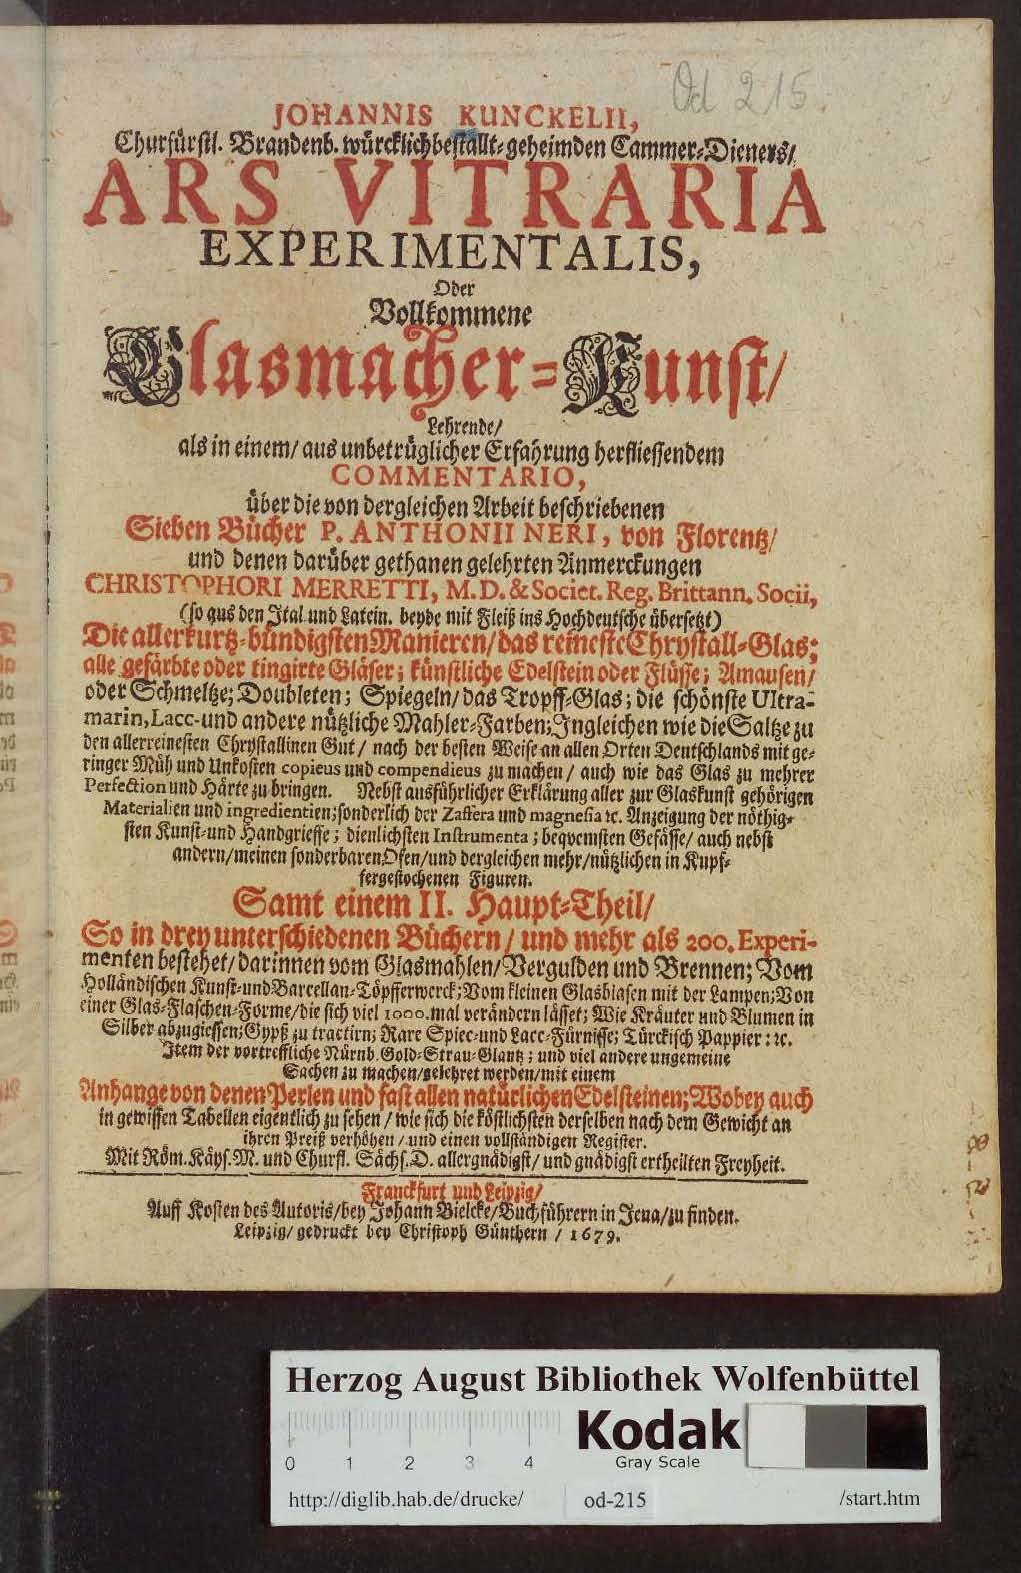 Od 215.
JOHANNIS KUNCKELII,
Churfürstl. Brandenb. würcklich bestallt-geheimden Cammer-Dieners/
ARS VITRARIA
EXPERIMENTALIS,
Oder
Vollkommene
Glasmacher-Kunst/
Lehrende/
als in einem/ aus unbetrüglicher Erfahrung herfliessendem
COMMENTARIO,
über die von dergleichen Arbeit beschriebenen
Sieben Bücher P. ANTHONII NERI, von Florentz/
und denen darüber gethanen gelehrten Anmerckungen
CHRISTOPHORI MERRETTI, M. D. & Societ. Reg. Brittann. Socii,
(so aus den Ital. und Latein. beyde mit Fleiß ins Hochdeutsche übersetzt)
Die allerkurtz-bündigsten Manieren/ das reineste Chrystall-Glas;
alle gefärbte oder tingirte Gläser; künstliche Edelstein oder Flüsse; Amausen/
oder Schmeltze; Doubleten; Spiegeln/ das Tropff-Glas; die schönste Ultra-
marin, Lacc- und andere nützliche Mahler-Farben; Ingleichen wie die Saltze zu
den allerreinesten Chrystallinen Gut/ nach der besten Weise an allen Orten Deutschlands mit ge-
ringer Müh und Unkosten copieus und compendieus zu machen/ auch wie das Glas zu mehrer
Perfection und Härte zu bringen. Nebst ausführlicher Erklärung aller zur Glaskunst gehörigen
Materialien und ingredientien; sonderlich der Zaffera und magnesia ꝛc. Anzeigung der nöthig-
sten Kunst- und Handgrieffe; dienlichsten Instrumenta; beqvemsten Gefässe/ auch nebst
andern/ meinen sonderbaren Ofen/ und dergleichen mehr/ nützlichen in Kupf-
fergestochenen Figuren.
Samt einem II. Haupt-Theil/
So in drey unterschiedenen Büchern/ und mehr als 200. Experi-
menten bestehet/ darinnen vom Glasmahlen/ Vergulden und Brennen; Vom
Holländischen Kunst- und Barcellan-Töpfferwerck; Vom kleinen Glasblasen mit der Lampen; Von
einer Glas-Flaschen-Forme/ die sich viel 1000. mal verändern lässet; Wie Kräuter und Blumen in
Silber abzugiessen; Gypß zu tractirn; Rare Spiec- und Lacc-Fürnisse; Türckisch Pappier: ꝛc.
Item der vortreffliche Nürnb. Gold-Strau-Glantz; und viel andere ungemeine
Sachen zu machen/ gelehret werden/ mit einem
Anhange von denen Perlen und fast allen natürlichen Edelsteinen; Wobey auch
in gewissen Tabellen eigentlich zu sehen/ wie sich die köstlichsten derselben nach dem Gewicht an
ihren Preiß verhöhen/ und einen vollständigen Register.
Mit Röm. Käys. M. und Churfl. Sächs. D. allergnädigst/ und gnädigst ertheilten Freyheit.
Franckfurt und Leipzig/
Auff Kosten des Autoris/ bey Johann Bielcke/ Buchführern in Jena/ zu finden.
Leipzig/ gedruckt bey Christoph Günthern/ 1679.
Herzog August Bibliothek Wolfenbüttel
Kodak
Gray Scale
0 1 2 3 4
http://diglib.hab.de/drucke/ od-215 /start.htm